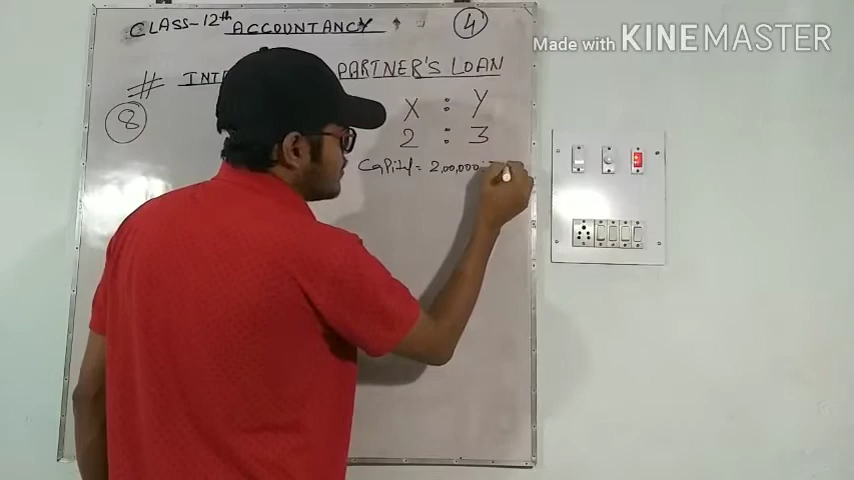 CLASS-12th ACCOUNTANCY
4
Made with KINEMASTER
# PARTNER'S LOAN
8
X : Y
2 : 3
Capital = 2,00,000